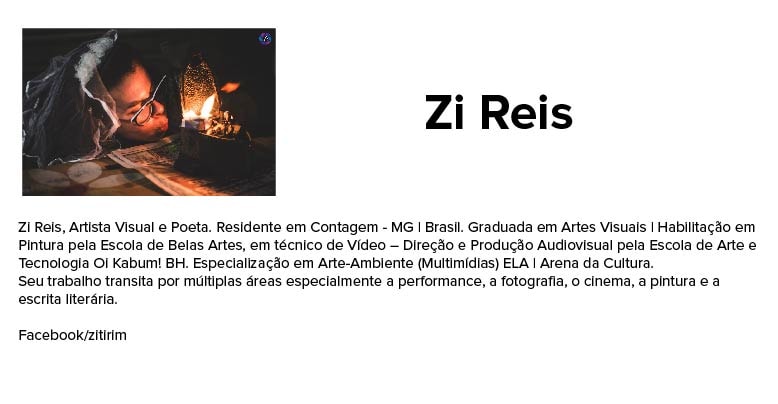 Zi Reis
Zi Reis, Artista Visual e Poeta. Residente em Contagem - MG | Brasil. Graduada em Artes Visuais | Habilitação em
Pintura pela Escola de Belas Artes, em técnico de Vídeo – Direção e Produção Audiovisual pela Escola de Arte e
Tecnologia Oi Kabum! BH. Especialização em Arte-Ambiente (Multimídias) ELA | Arena da Cultura.
Seu trabalho transita por múltiplas áreas especialmente a performance, a fotografia, o cinema, a pintura e a
escrita literária.
Facebook/zitirim